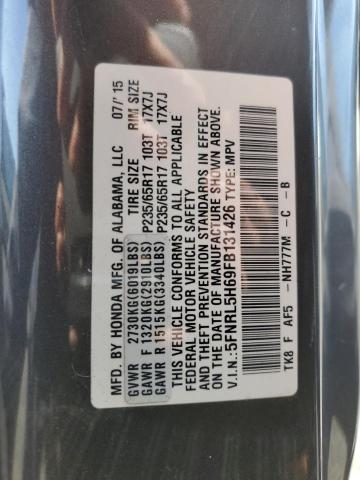 MFD. BY HONDA MFG. OF ALABAMA, LLC 07/'15
TIRE SIZE RIM SIZE
GVWR 2730KG(6019LBS)
GAWR F 1320KG(2910LBS) P235/65R17 103T 17X7J
GAWR R 1515KG(3340LBS) P235/65R17 103T 17X7J
THIS VEHICLE CONFORMS TO ALL APPLICABLE
FEDERAL MOTOR VEHICLE SAFETY
AND THEFT PREVENTION STANDARDS IN EFFECT
ON THE DATE OF MANUFACTURE SHOWN ABOVE.
V.I.N.: 5FNRL5H69FB131426 TYPE: MPV
TK8 F AF5 -NH777M -C -B